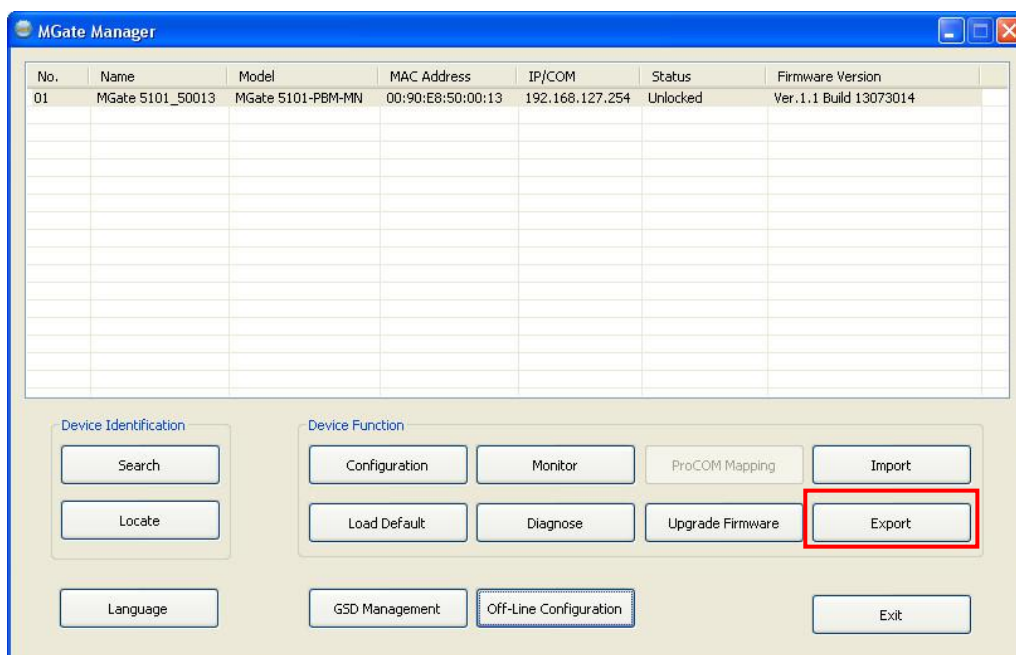 MGate Manager
No. Name Model MAC Address IP/COM Status Firmware Version
01 MGate 5101_50013 MGate 5101-PBM-MN 00:90:E8:50:00:13 192.168.127.254 Unlocked Ver.1.1 Build 13073014
Device Identification Device Function
Search Configuration Monitor ProCOM Mapping Import
Locate Load Default Diagnose Upgrade Firmware Export
Language GSD Management Off-Line Configuration Exit